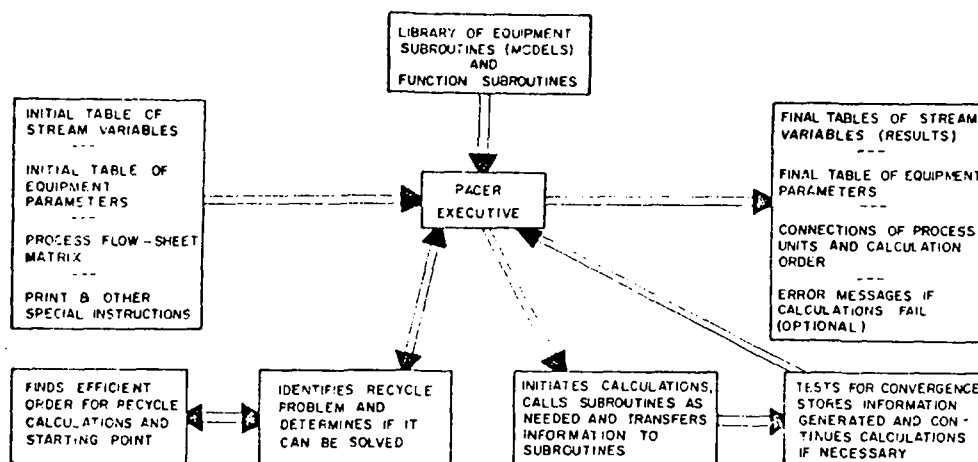 LIBRARY OF EQUIPMENT
SUBROUTINES (MODELS)
AND
FUNCTION SUBROUTINES
INITIAL TABLE OF
STREAM VARIABLES
---
INITIAL TABLE OF
EQUIPMENT
PARAMETERS
---
PROCESS FLOW-SHEET
MATRIX
---
PRINT & OTHER
SPECIAL INSTRUCTIONS
PACER
EXECUTIVE
FINAL TABLES OF STREAM
VARIABLES (RESULTS)
---
FINAL TABLE OF EQUIPMENT
PARAMETERS
---
CONNECTIONS OF PROCESS
UNITS AND CALCULATION
ORDER
---
ERROR MESSAGES IF
CALCULATIONS FAIL
(OPTIONAL)
FINDS EFFICIENT
ORDER FOR RECYCLE
CALCULATIONS AND
STARTING POINT
IDENTIFIES RECYCLE
PROBLEM AND
DETERMINES IF IT
CAN BE SOLVED
INITIATES CALCULATIONS,
CALLS SUBROUTINES AS
NEEDED AND TRANSFERS
INFORMATION TO
SUBROUTINES
TESTS FOR CONVERGENCE
STORES INFORMATION
GENERATED AND CON-
TINUES CALCULATIONS
IF NECESSARY